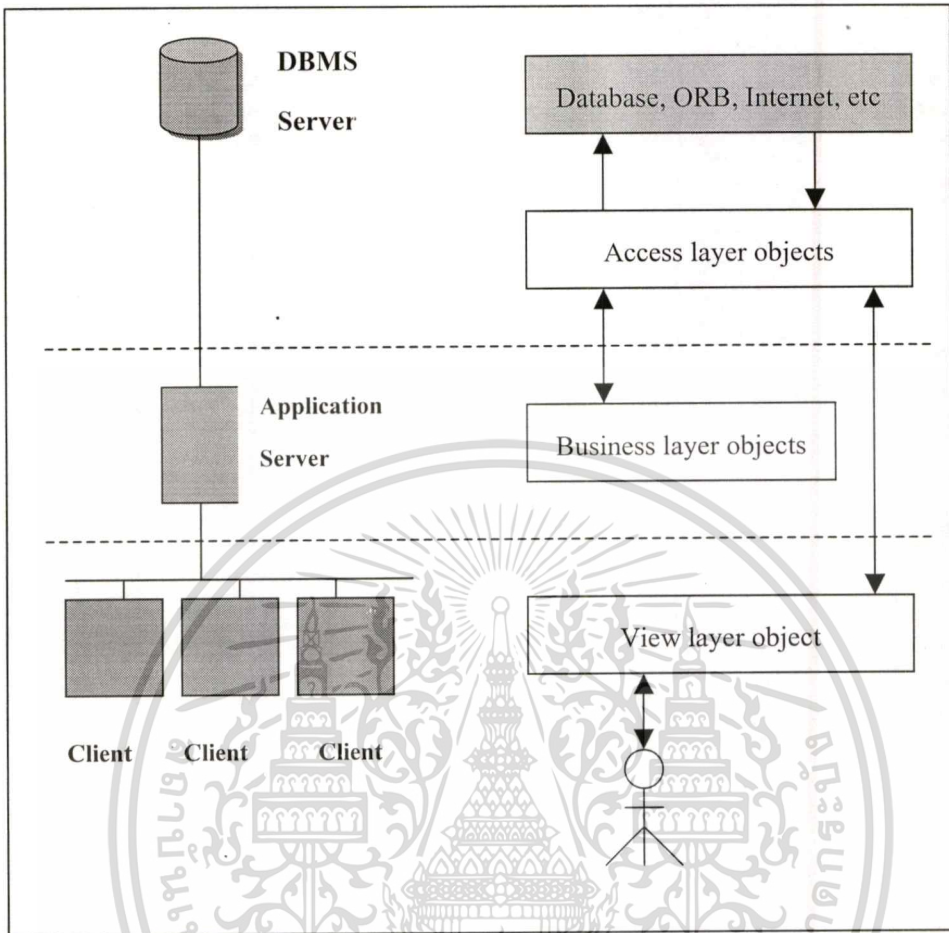 DBMS
Server
Database, ORB, Internet, etc
Access layer objects
Application
Server
Business layer objects
View layer object
Client Client Client